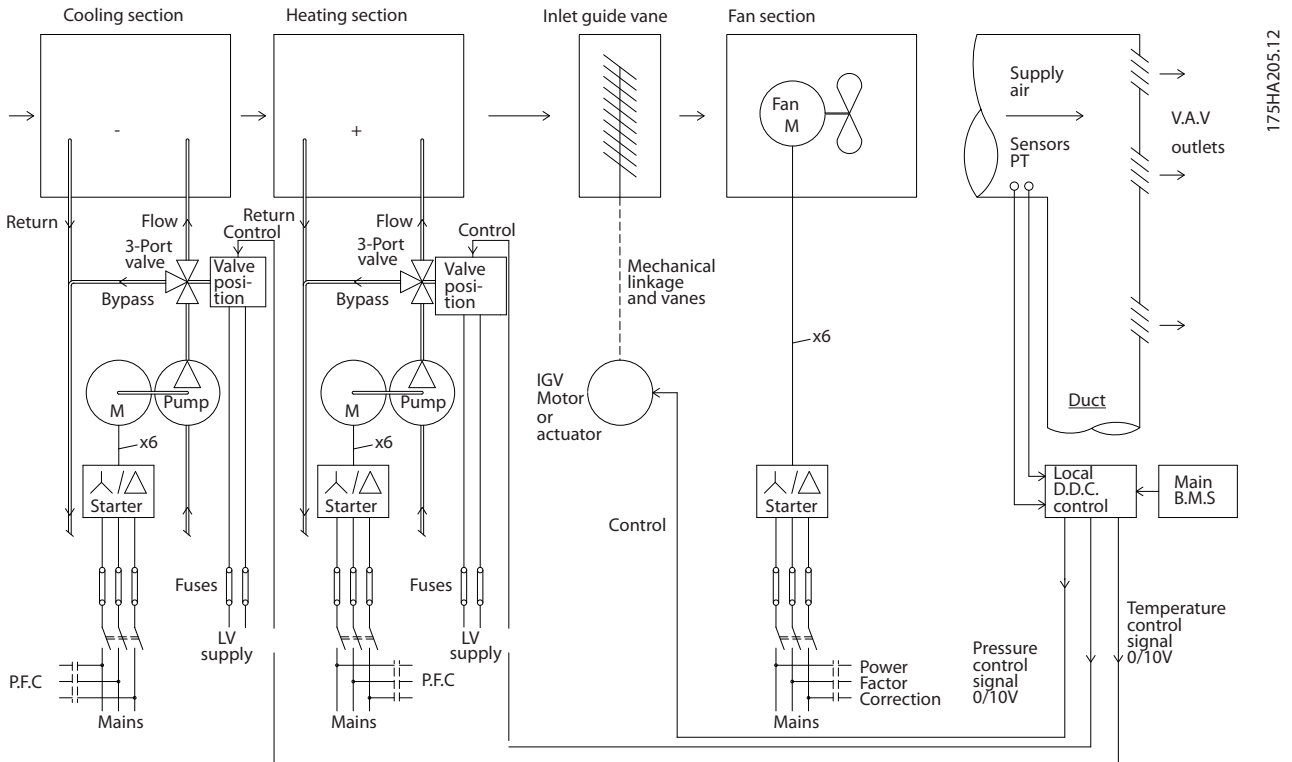 Cooling section
Heating section
Inlet guide vane
Fan section
175HA205.12
-
+
Fan
M
Supply
air
Sensors
PT
V.A.V
outlets
Return
Flow
3-Port
valve
Bypass
Return
Control
Valve
posi-
tion
Flow
3-Port
valve
Bypass
Control
Valve
posi-
tion
Mechanical
linkage
and vanes
x6
M
Pump
x6
Starter
M
Pump
x6
Starter
IGV
Motor
or
actuator
Duct
Starter
Local
D.D.C.
control
Main
B.M.S
Control
Fuses
LV
supply
Fuses
LV
supply
P.F.C
Mains
P.F.C
Mains
Power
Factor
Correction
Mains
Pressure
control
signal
0/10V
Temperature
control
signal
0/10V